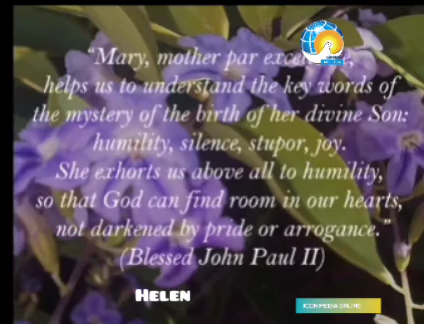 "Mary, mother par
helps us to understand the key words of
the mystery of the birth of her divine Son:
humility, silence, stupor, joy.
She exhorts us above all to humility,
so that God can find room in our hearts,
not darkened by pride or arrogance."
(Blessed John Paul II)
HELEN
ICONIPEDIA ONLINE